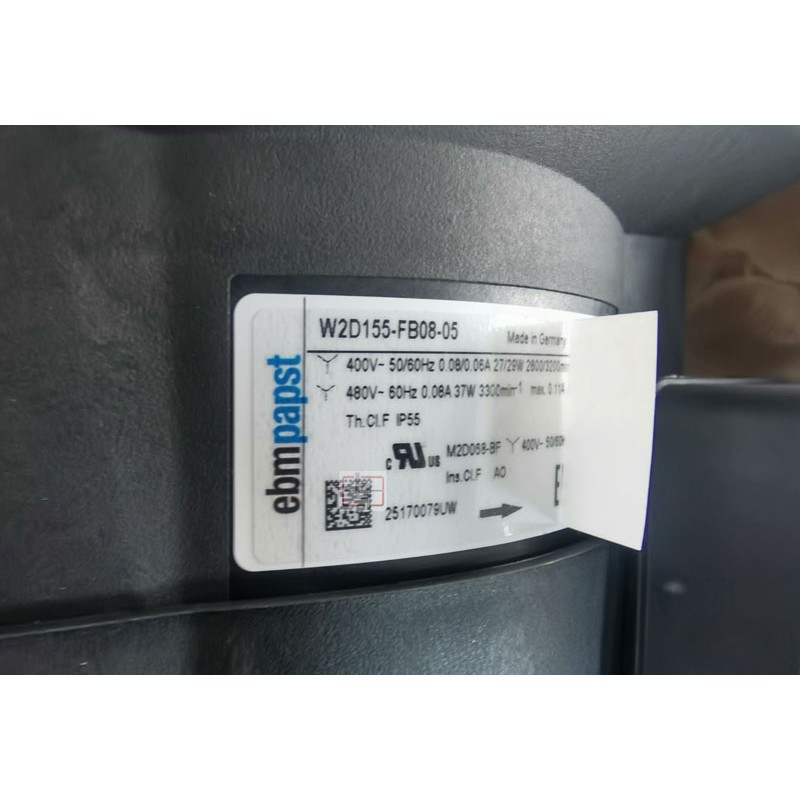 ebmpapst
W2D155-FB08-05
Made in Germany
400V~ 50/60Hz 0.08/0.06A 27/29W 2800/3200min
480V~ 60Hz 0.08A 37W 3300min-1 max. 0.11A
Th.Cl.F IP55
c RU US
M2D068-BF 400V~ 50/60H
Ins.Cl.F AO
25170079UW